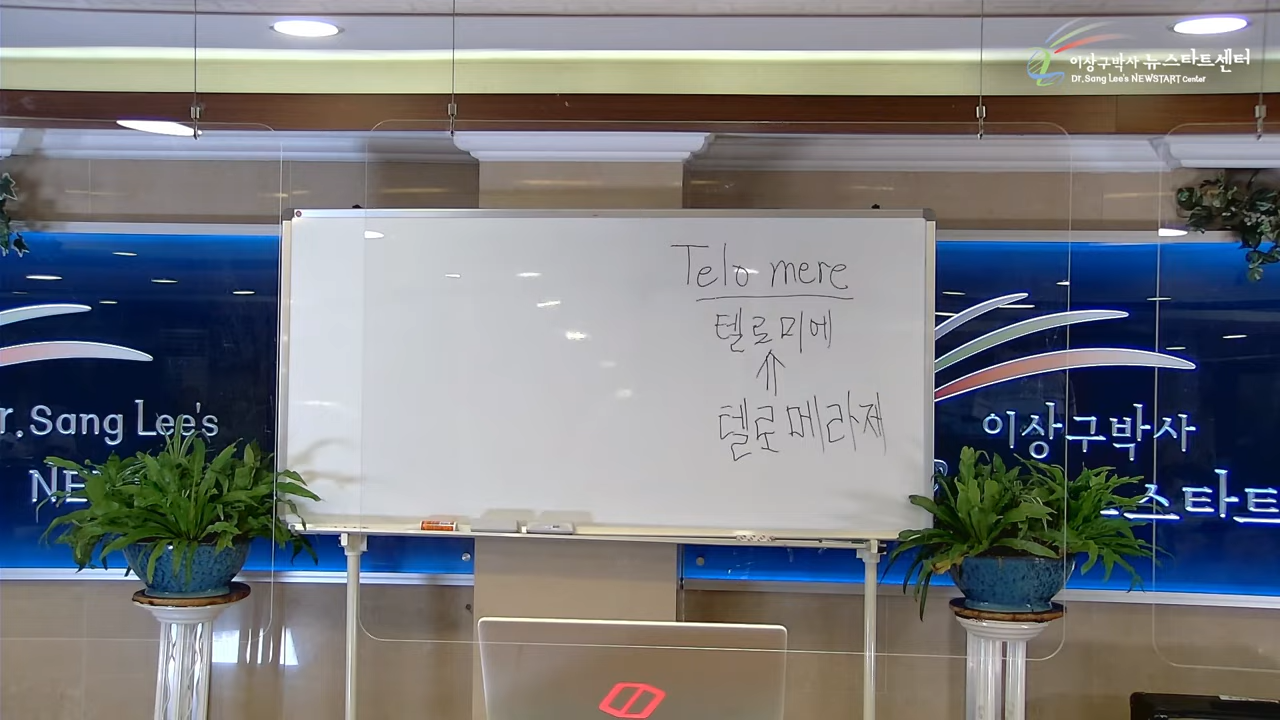 이상구박사 뉴스타트센터
Dr. Sang Lee's NEWSTART Center
Telo mere
텔로미에
텔로메라제
r. Sang Lee's
NE
이상구박사
스타트